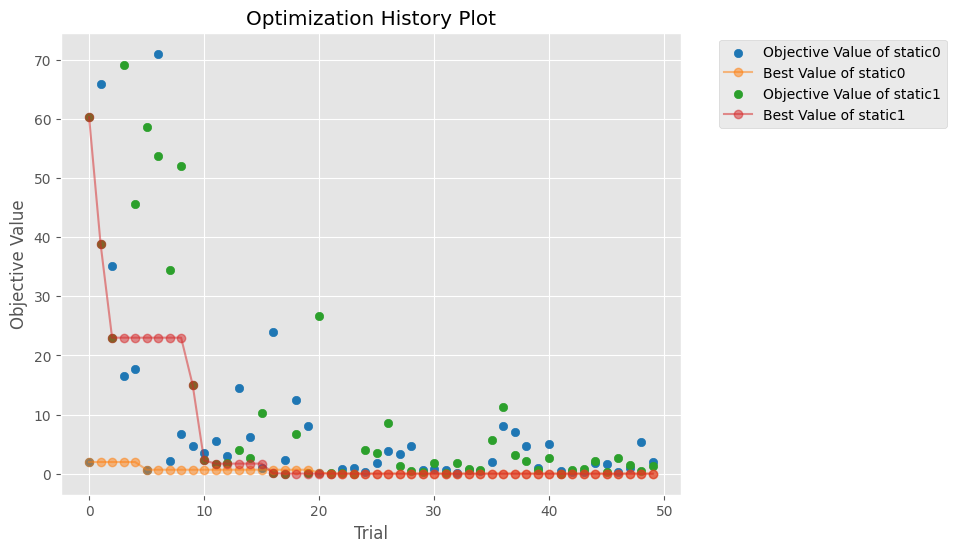 Optimization History Plot
Objective Value
70
60
50
40
30
20
10
0
0
10
20
30
40
50
Trial
Objective Value of static0
Best Value of static0
Objective Value of static1
Best Value of static1